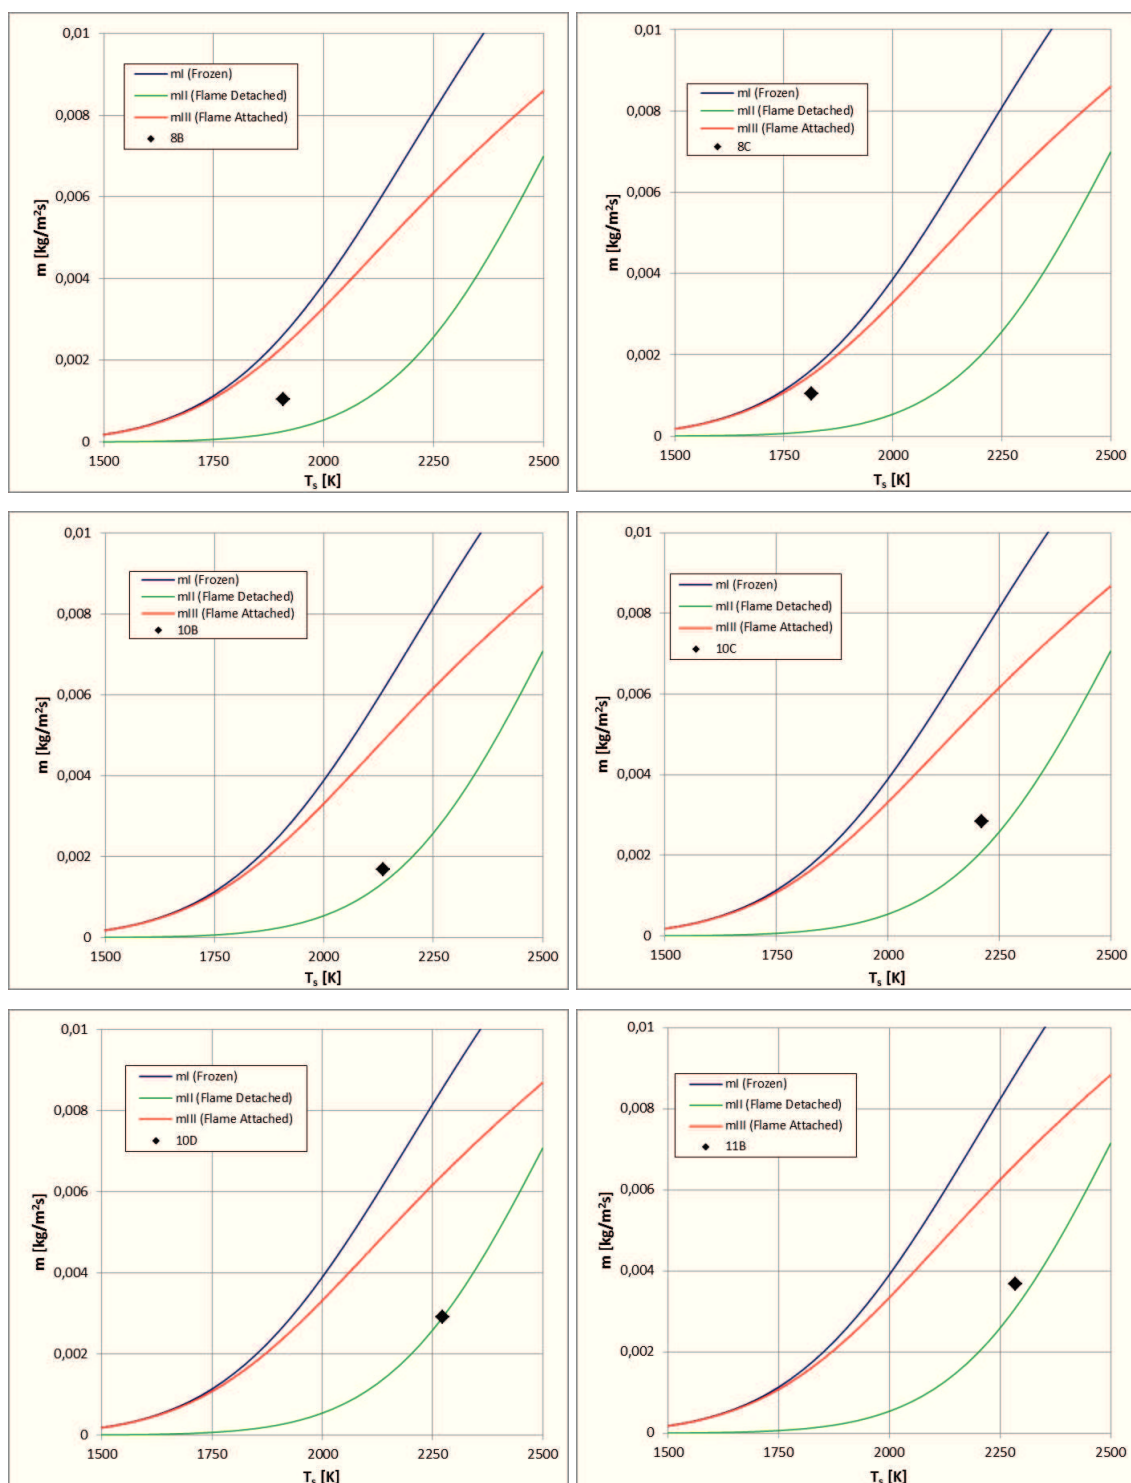 0,01
mI (Frozen)
mII (Flame Detached)
mIII (Flame Attached)
8B
0,008
0,006
0,004
0,002
0
m [kg/m²s]
1500 1750 2000 2250 2500
Tₛ [K]
0,01
mI (Frozen)
mII (Flame Detached)
mIII (Flame Attached)
8C
0,008
0,006
0,004
0,002
0
m [kg/m²s]
1500 1750 2000 2250 2500
Tₛ [K]
0,01
mI (Frozen)
mII (Flame Detached)
mIII (Flame Attached)
10B
0,008
0,006
0,004
0,002
0
m [kg/m²s]
1500 1750 2000 2250 2500
Tₛ [K]
0,01
mI (Frozen)
mII (Flame Detached)
mIII (Flame Attached)
10C
0,008
0,006
0,004
0,002
0
m [kg/m²s]
1500 1750 2000 2250 2500
Tₛ [K]
0,01
mI (Frozen)
mII (Flame Detached)
mIII (Flame Attached)
10D
0,008
0,006
0,004
0,002
0
m [kg/m²s]
1500 1750 2000 2250 2500
Tₛ [K]
0,01
mI (Frozen)
mII (Flame Detached)
mIII (Flame Attached)
11B
0,008
0,006
0,004
0,002
0
m [kg/m²s]
1500 1750 2000 2250 2500
Tₛ [K]